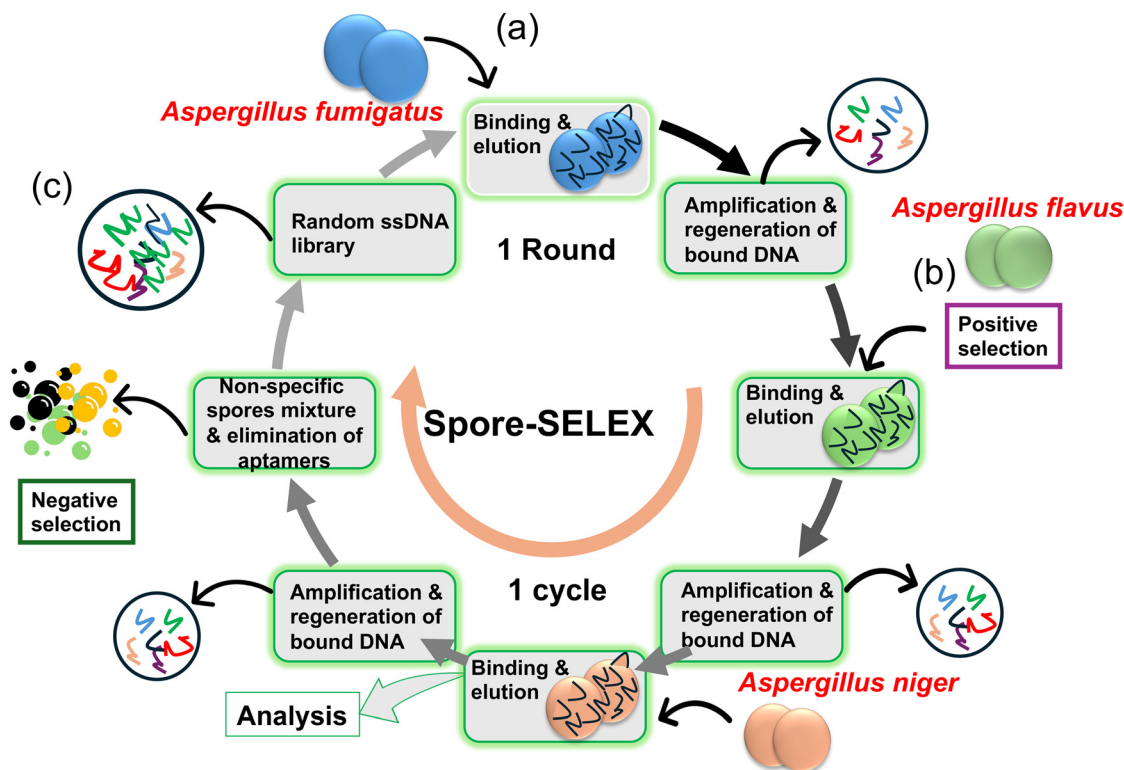 (a)
Aspergillus fumigatus
Binding &
elution
(c)
Random ssDNA
library
1 Round
Amplification &
regeneration of
bound DNA
Aspergillus flavus
(b)
Positive
selection
Binding &
elution
Non-specific
spores mixture
& elimination of
aptamers
Spore-SELEX
Negative
selection
Amplification &
regeneration of
bound DNA
1 cycle
Amplification &
regeneration of
bound DNA
Binding &
elution
Aspergillus niger
Analysis